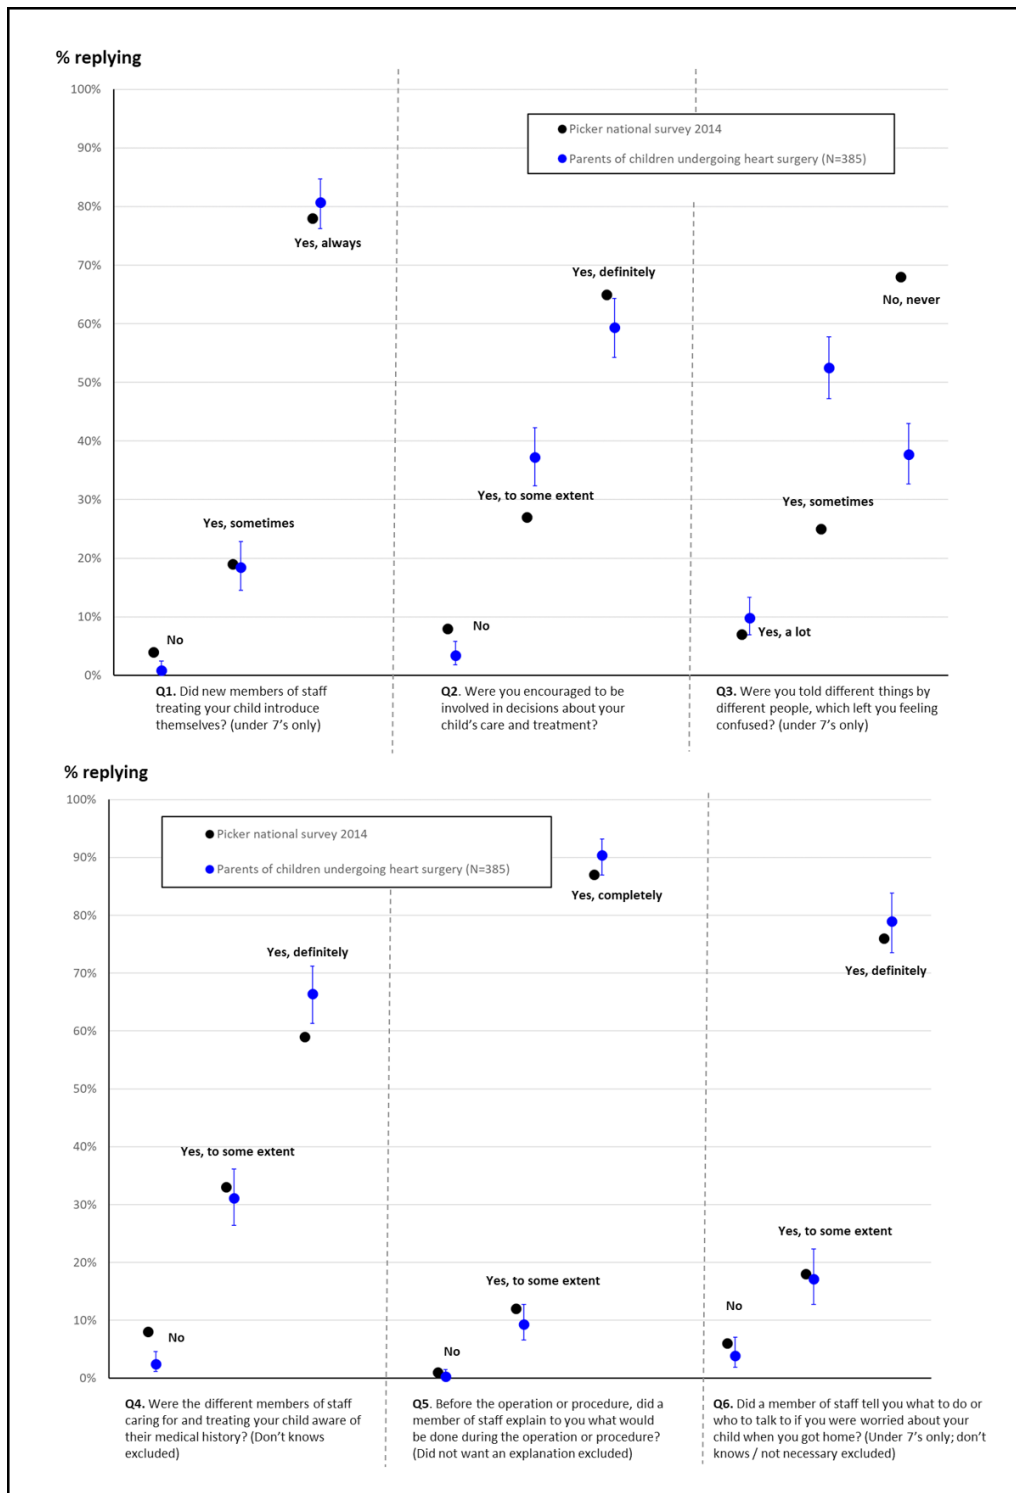 % replying
100%
90%
80%
70%
60%
50%
40%
30%
20%
10%
0%
Picker national survey 2014
Parents of children undergoing heart surgery (N=385)
Yes, always
Yes, sometimes
No
Yes, definitely
Yes, to some extent
No
No, never
Yes, sometimes
Yes, a lot
Q1. Did new members of staff
treating your child introduce
themselves? (under 7's only)
Q2. Were you encouraged to be
involved in decisions about your
child's care and treatment?
Q3. Were you told different things by
different people, which left you feeling
confused? (under 7's only)
% replying
100%
90%
80%
70%
60%
50%
40%
30%
20%
10%
0%
Picker national survey 2014
Parents of children undergoing heart surgery (N=385)
Yes, definitely
Yes, to some extent
No
Yes, completely
Yes, to some extent
No
Yes, definitely
Yes, to some extent
No
Q4. Were the different members of staff
caring for and treating your child aware of
their medical history? (Don't knows
excluded)
Q5. Before the operation or procedure, did a
member of staff explain to you what would
be done during the operation or procedure?
(Did not want an explanation excluded)
Q6. Did a member of staff tell you what to do or
who to talk to if you were worried about your
child when you got home? (Under 7's only; don't
knows / not necessary excluded)